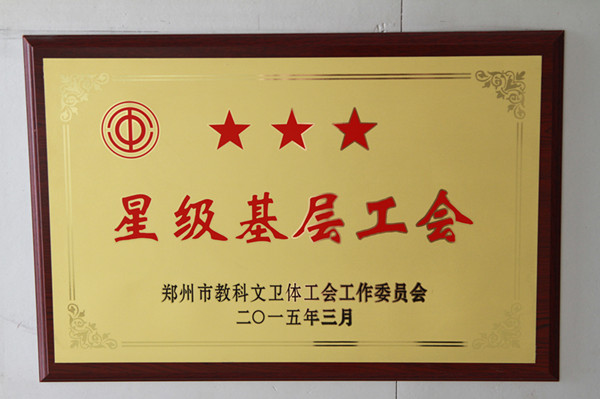 星级基层工会
郑州市教科文卫体工会工作委员会
二〇一五年三月